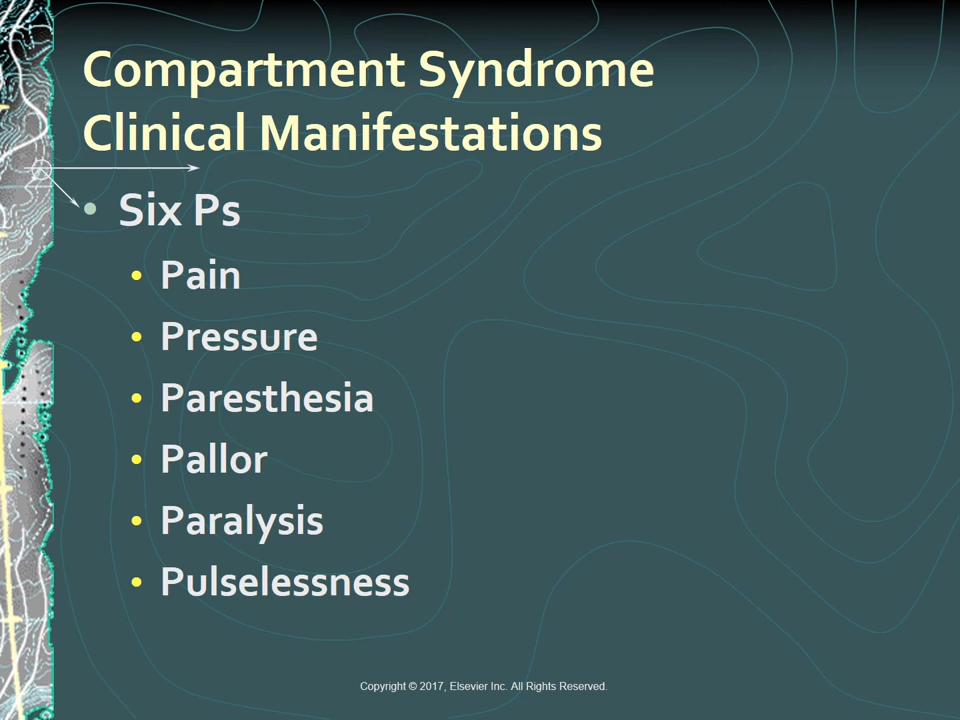 Compartment Syndrome
Clinical Manifestations
• Six Ps
• Pain
• Pressure
• Paresthesia
• Pallor
• Paralysis
• Pulselessness
Copyright © 2017, Elsevier Inc. All Rights Reserved.